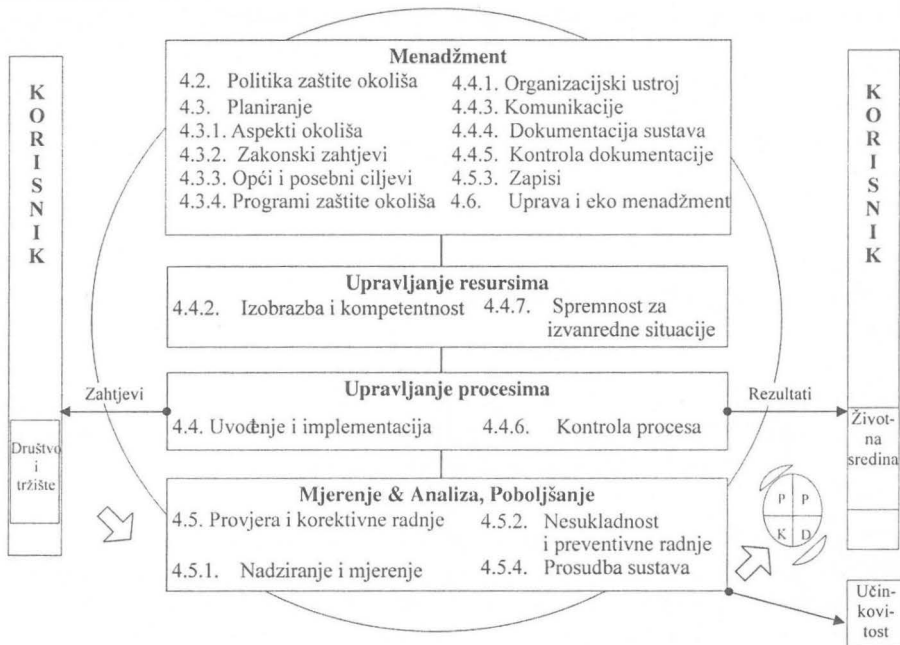 KORISNIK
Menadžment
4.2. Politika zaštite okoliša
4.3. Planiranje
4.3.1. Aspekti okoliša
4.3.2. Zakonski zahtjevi
4.3.3. Opći i posebni ciljevi
4.3.4. Programi zaštite okoliša
4.4.1. Organizacijski ustroj
4.4.3. Komunikacije
4.4.4. Dokumentacija sustava
4.4.5. Kontrola dokumentacije
4.5.3. Zapisi
4.6. Uprava i eko menadžment
KORISNIK
Upravljanje resursima
4.4.2. Izobrazba i kompetentnost
4.4.7. Spremnost za
izvanredne situacije
Zahtjevi
Upravljanje procesima
4.4. Uvođenje i implementacija
4.4.6. Kontrola procesa
Rezultati
Društvo
i
tržište
Život-
na
sredina
Mjerenje & Analiza, Poboljšanje
4.5. Provjera i korektivne radnje
4.5.1. Nadziranje i mjerenje
4.5.2. Nesukladnost
i preventivne radnje
4.5.4. Prosudba sustava
P P
K D
Učin-
kovi-
tost